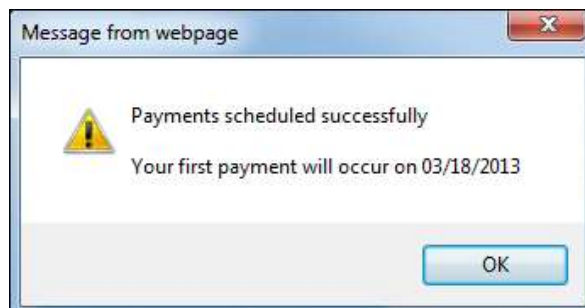 Message from webpage
Payments scheduled successfully
Your first payment will occur on 03/18/2013
OK